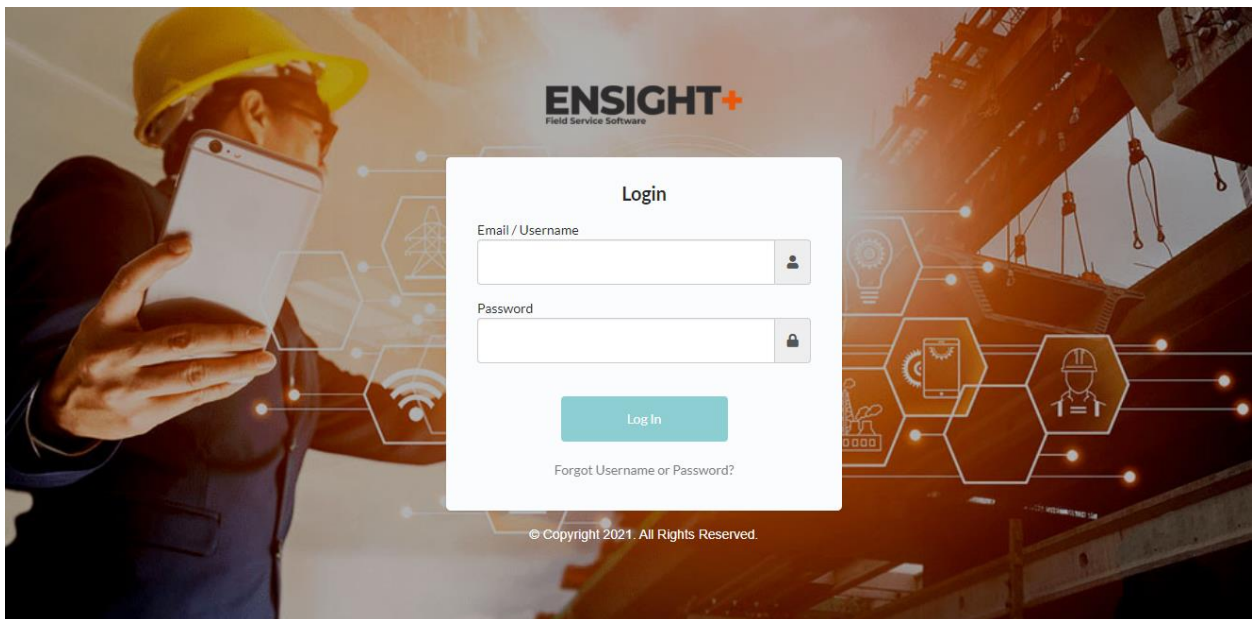 ENSIGHT+
Field Service Software
Login
Email / Username
Password
Log In
Forgot Username or Password?
© Copyright 2021. All Rights Reserved.